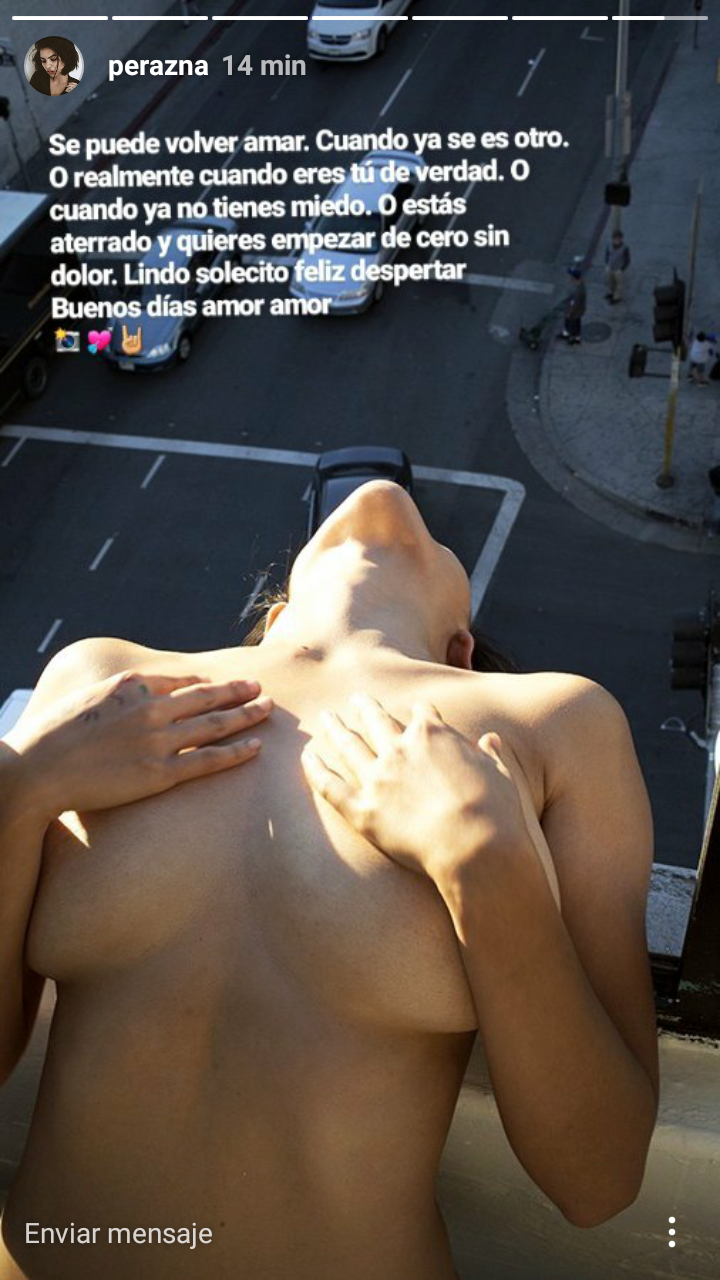 perazna 14 min
Se puede volver amar. Cuando ya se es otro.
O realmente cuando eres tú de verdad. O
cuando ya no tienes miedo. O estás
aterrado y quieres empezar de cero sin
dolor. Lindo solecito feliz despertar
Buenos días amor amor
📸💘🤘
Enviar mensaje